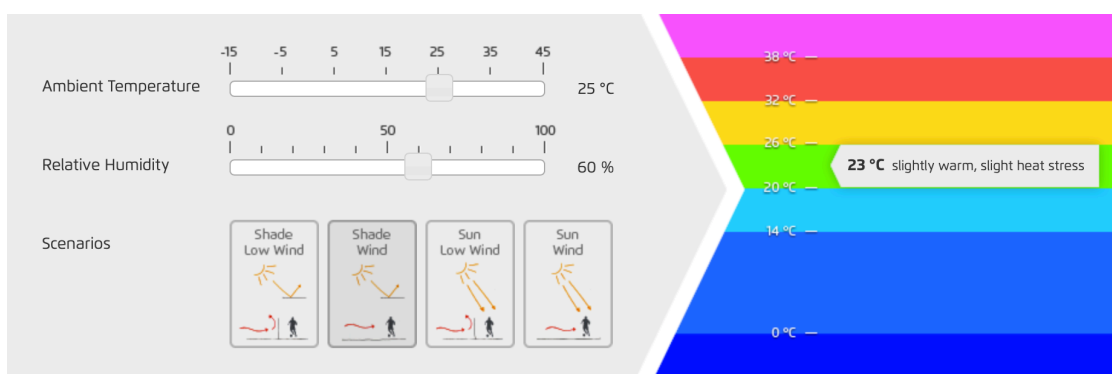 -15 -5 5 15 25 35 45
Ambient Temperature
25 °C
0 50 100
Relative Humidity
60 %
Scenarios
Shade
Low Wind
Shade
Wind
Sun
Low Wind
Sun
Wind
38 °C
32 °C
26 °C
23 °C slightly warm, slight heat stress
20 °C
14 °C
0 °C